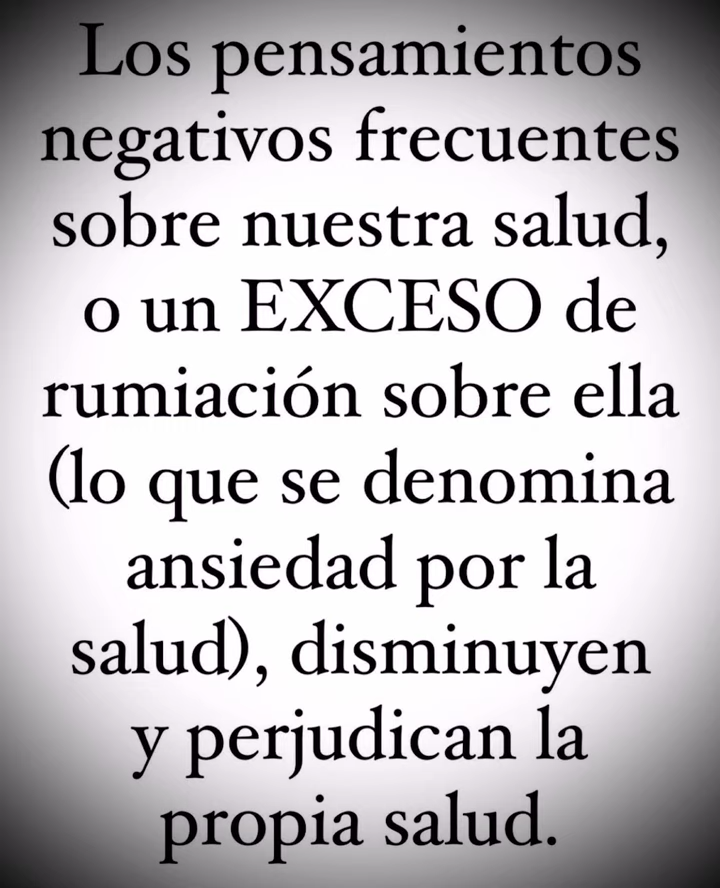 Los pensamientos
negativos frecuentes
sobre nuestra salud,
o un EXCESO de
rumiación sobre ella
(lo que se denomina
ansiedad por la
salud), disminuyen
y perjudican la
propia salud.